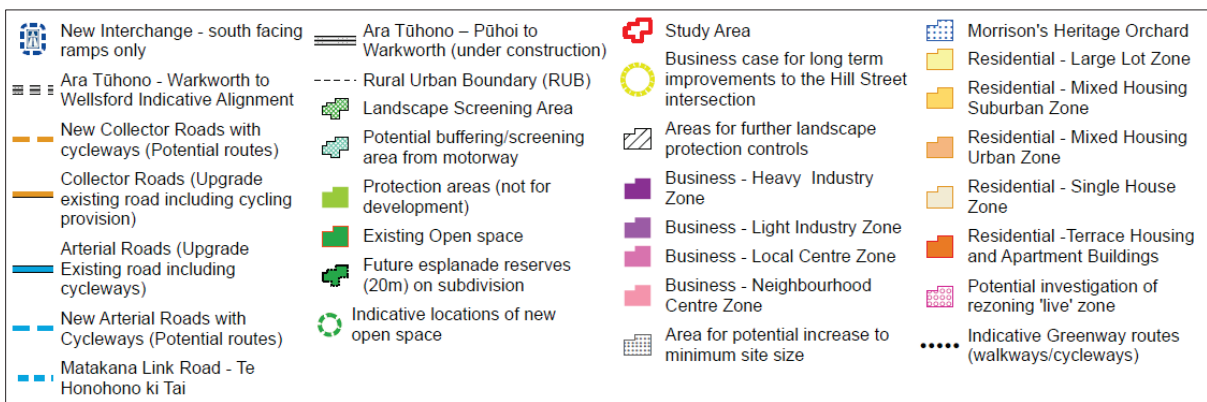 New Interchange - south facing
ramps only
Ara Tūhono - Warkworth to
Wellsford Indicative Alignment
New Collector Roads with
cycleways (Potential routes)
Collector Roads (Upgrade
existing road including cycling
provision)
Arterial Roads (Upgrade
Existing road including
cycleways)
New Arterial Roads with
Cycleways (Potential routes)
Matakana Link Road - Te
Honohono ki Tai
Ara Tūhono – Pūhoi to
Warkworth (under construction)
Rural Urban Boundary (RUB)
Landscape Screening Area
Potential buffering/screening
area from motorway
Protection areas (not for
development)
Existing Open space
Future esplanade reserves
(20m) on subdivision
Indicative locations of new
open space
Study Area
Business case for long term
improvements to the Hill Street
intersection
Areas for further landscape
protection controls
Business - Heavy Industry
Zone
Business - Light Industry Zone
Business - Local Centre Zone
Business - Neighbourhood
Centre Zone
Area for potential increase to
minimum site size
Morrison's Heritage Orchard
Residential - Large Lot Zone
Residential - Mixed Housing
Suburban Zone
Residential - Mixed Housing
Urban Zone
Residential - Single House
Zone
Residential -Terrace Housing
and Apartment Buildings
Potential investigation of
rezoning 'live' zone
Indicative Greenway routes
(walkways/cycleways)